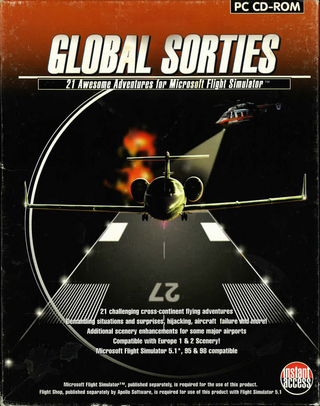 PC CD-ROM
GLOBAL SORTIES
21 Awesome Adventures for Microsoft Flight Simulator™
27
21 challenging cross-continent flying adventures
Demanding situations and surprises, hijacking, aircraft failure and more!
Additional scenery enhancements for some major airports
Compatible with Europe 1 & 2 Scenery!
Microsoft Flight Simulator 5.1*, 95 & 98 compatible
instant
access
Microsoft Flight Simulator™, published separately, is required for the use of this product.
Flight Shop, published separately by Apollo Software, is required for use of this product with Flight Simulator 5.1